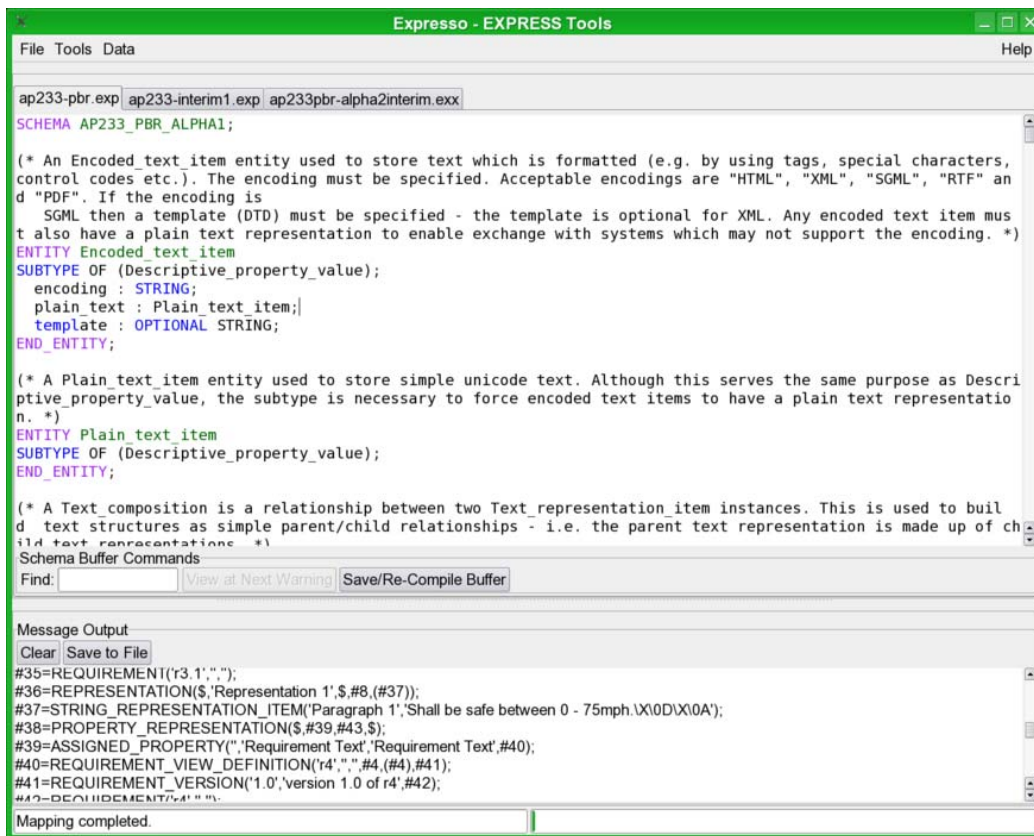 Expresso - EXPRESS Tools
File Tools Data Help
ap233-pbr.exp ap233-interim1.exp ap233pbr-alpha2interim.exx
SCHEMA AP233_PBR_ALPHA1;
(* An Encoded_text_item entity used to store text which is formatted (e.g. by using tags, special characters,
control codes etc.). The encoding must be specified. Acceptable encodings are "HTML", "XML", "SGML", "RTF" an
d "PDF". If the encoding is
SGML then a template (DTD) must be specified - the template is optional for XML. Any encoded text item mus
t also have a plain text representation to enable exchange with systems which may not support the encoding. *)
ENTITY Encoded_text_item
SUBTYPE OF (Descriptive_property_value);
encoding : STRING;
plain_text : Plain_text_item;
template : OPTIONAL STRING;
END_ENTITY;
(* A Plain_text_item entity used to store simple unicode text. Although this serves the same purpose as Descri
ptive_property_value, the subtype is necessary to force encoded text items to have a plain text representatio
n. *)
ENTITY Plain_text_item
SUBTYPE OF (Descriptive_property_value);
END_ENTITY;
(* A Text_composition is a relationship between two Text_representation_item instances. This is used to buil
d  text structures as simple parent/child relationships - i.e. the parent text representation is made up of ch
ild text representations. *)
Schema Buffer Commands
Find: View at Next Warning Save/Re-Compile Buffer
Message Output
Clear Save to File
#35=REQUIREMENT('r3.1','','');
#36=REPRESENTATION($,'Representation 1',$,#8,(#37));
#37=STRING_REPRESENTATION_ITEM('Paragraph 1','Shall be safe between 0 - 75mph.\X\0D\X\0A');
#38=PROPERTY_REPRESENTATION($,#39,#43,$);
#39=ASSIGNED_PROPERTY('','Requirement Text','Requirement Text',#40);
#40=REQUIREMENT_VIEW_DEFINITION('r4','','',#4,(#4),#41);
#41=REQUIREMENT_VERSION('1.0','version 1.0 of r4',#42);
#42=REQUIREMENT('r4','','');
Mapping completed.